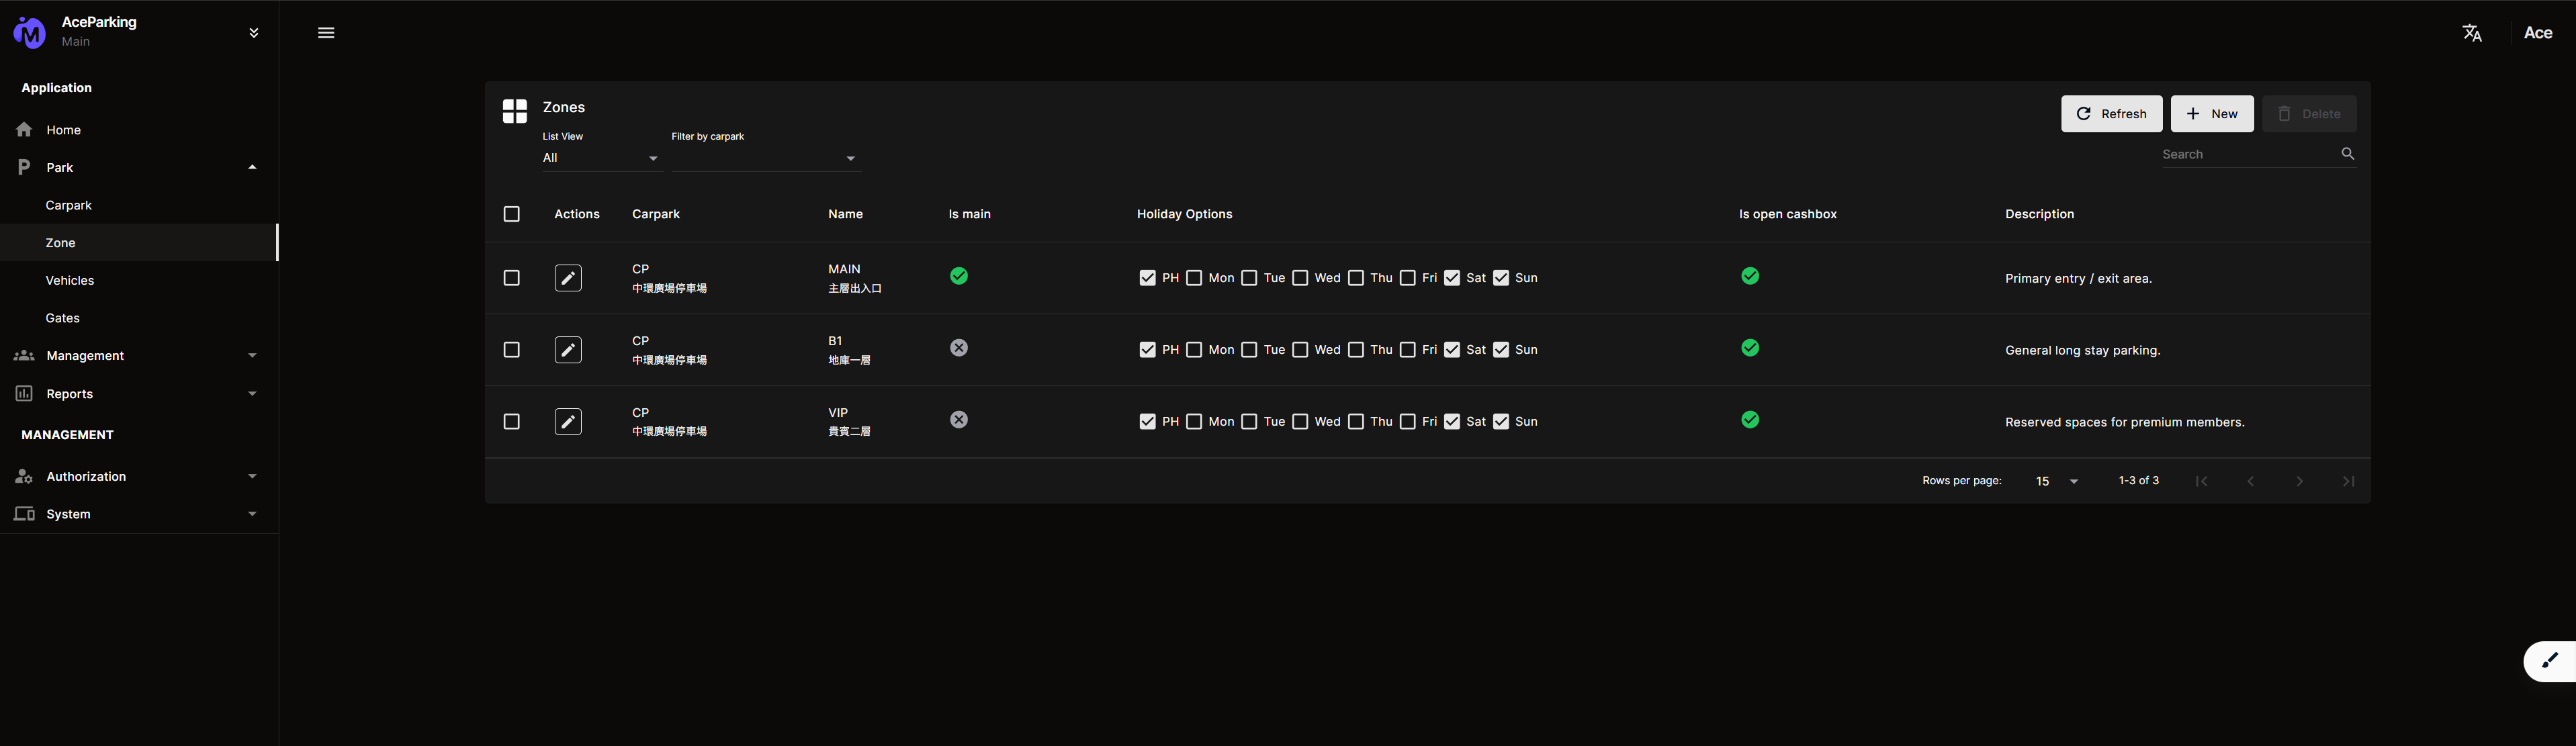 AceParking
Main
Ace
Application
Home
Park
Carpark
Zone
Vehicles
Gates
Management
Reports
MANAGEMENT
Authorization
System
Zones
List View
All
Filter by carpark
Refresh
New
Delete
Search
Actions Carpark Name Is main Holiday Options Is open cashbox Description
CP MAIN
中環廣場停車場 主層出入口
PH Mon Tue Wed Thu Fri Sat Sun
Primary entry / exit area.
CP B1
中環廣場停車場 地庫一層
PH Mon Tue Wed Thu Fri Sat Sun
General long stay parking.
CP VIP
中環廣場停車場 貴賓二層
PH Mon Tue Wed Thu Fri Sat Sun
Reserved spaces for premium members.
Rows per page: 15 1-3 of 3